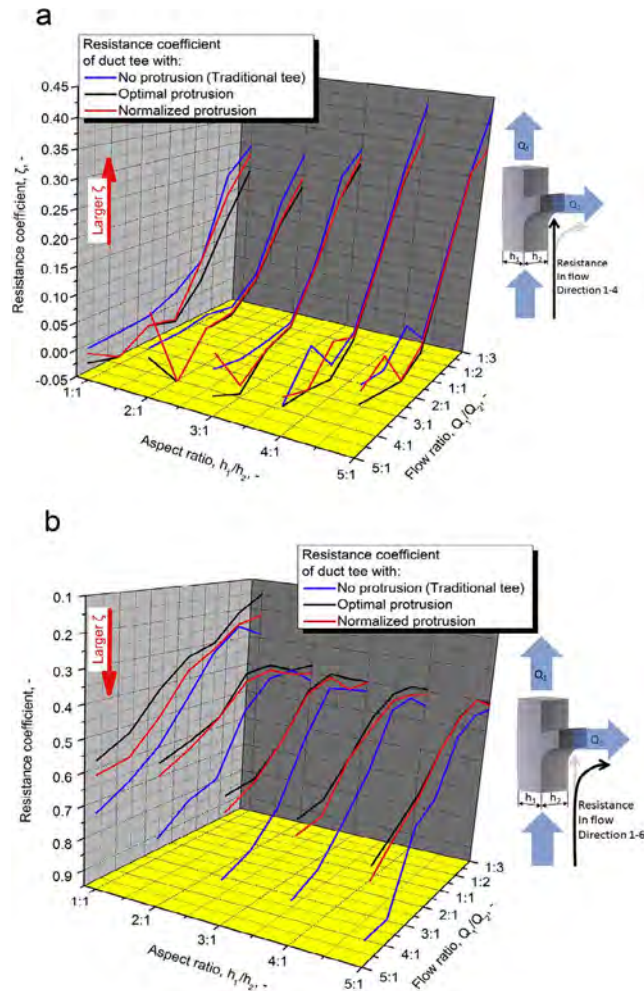 a
Resistance coefficient
of duct tee with:
No protrusion (Traditional tee)
Optimal protrusion
Normalized protrusion
0.45
0.40
0.35
0.30
0.25
0.20
0.15
0.10
0.05
0.00
-0.05
Resistance coefficient, ζ, -
Larger ζ
1:1
2:1
3:1
4:1
5:1
Aspect ratio, h1/h2, -
5:1
4:1
3:1
2:1
1:1
1:2
1:3
Flow ratio, Q1/Q2, -
h1
h2
Resistance
In flow
Direction 1-4
b
Resistance coefficient
of duct tee with:
No protrusion (Traditional tee)
Optimal protrusion
Normalized protrusion
0.1
0.2
0.3
0.4
0.5
0.6
0.7
0.8
0.9
Resistance coefficient, -
Larger ζ
1:1
2:1
3:1
4:1
5:1
Aspect ratio, h1/h2, -
5:1
4:1
3:1
2:1
1:1
1:2
1:3
Flow ratio, Q1/Q2, -
Q1
h1
h2
Resistance
In flow
Direction 1-6